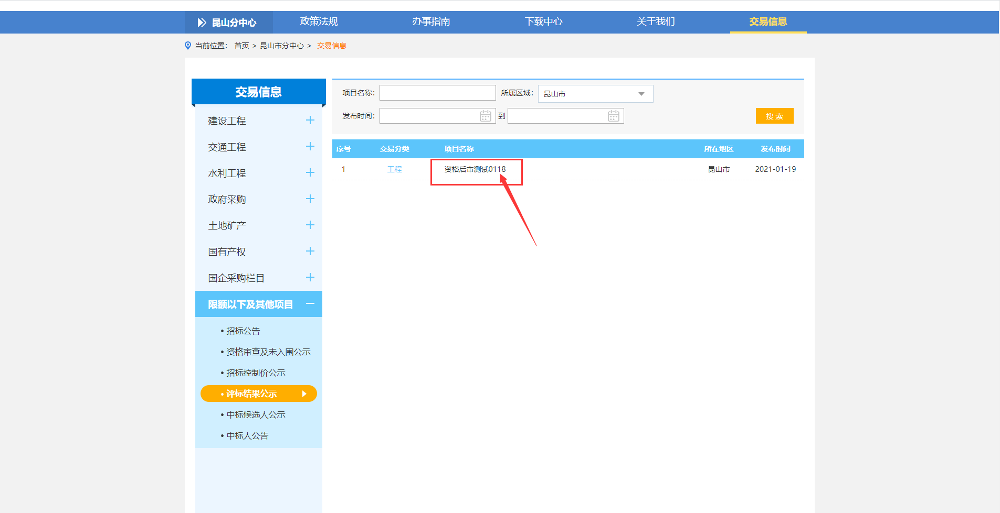 昆山分中心 政策法规 办事指南 下载中心 关于我们 交易信息
当前位置： 首页 > 昆山市分中心 > 交易信息
交易信息
建设工程
交通工程
水利工程
政府采购
土地矿产
国有产权
国企采购栏目
限额以下及其他项目
• 招标公告
• 资格审查及未入围公示
• 招标控制价公示
• 评标结果公示
• 中标候选人公示
• 中标人公告
项目名称： 所属区域： 昆山市
发布时间： 到 搜 索
序号 交易分类 项目名称 所在地区 发布时间
1 工程 资格后审测试0118 昆山市 2021-01-19